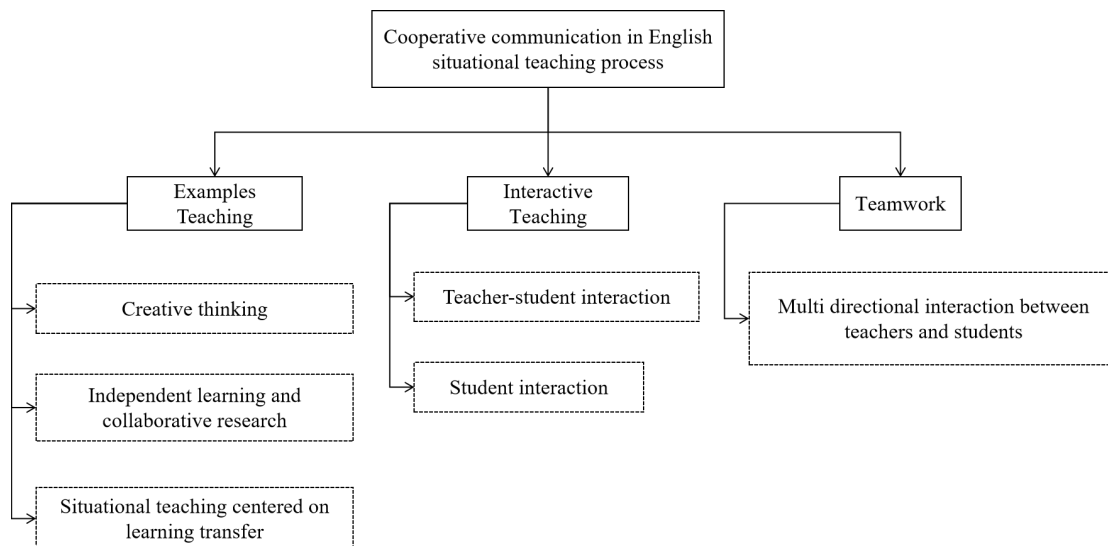 Cooperative communication in English
situational teaching process
Examples
Teaching
Interactive
Teaching
Teamwork
Creative thinking
Independent learning and
collaborative research
Situational teaching centered on
learning transfer
Teacher-student interaction
Student interaction
Multi directional interaction between
teachers and students